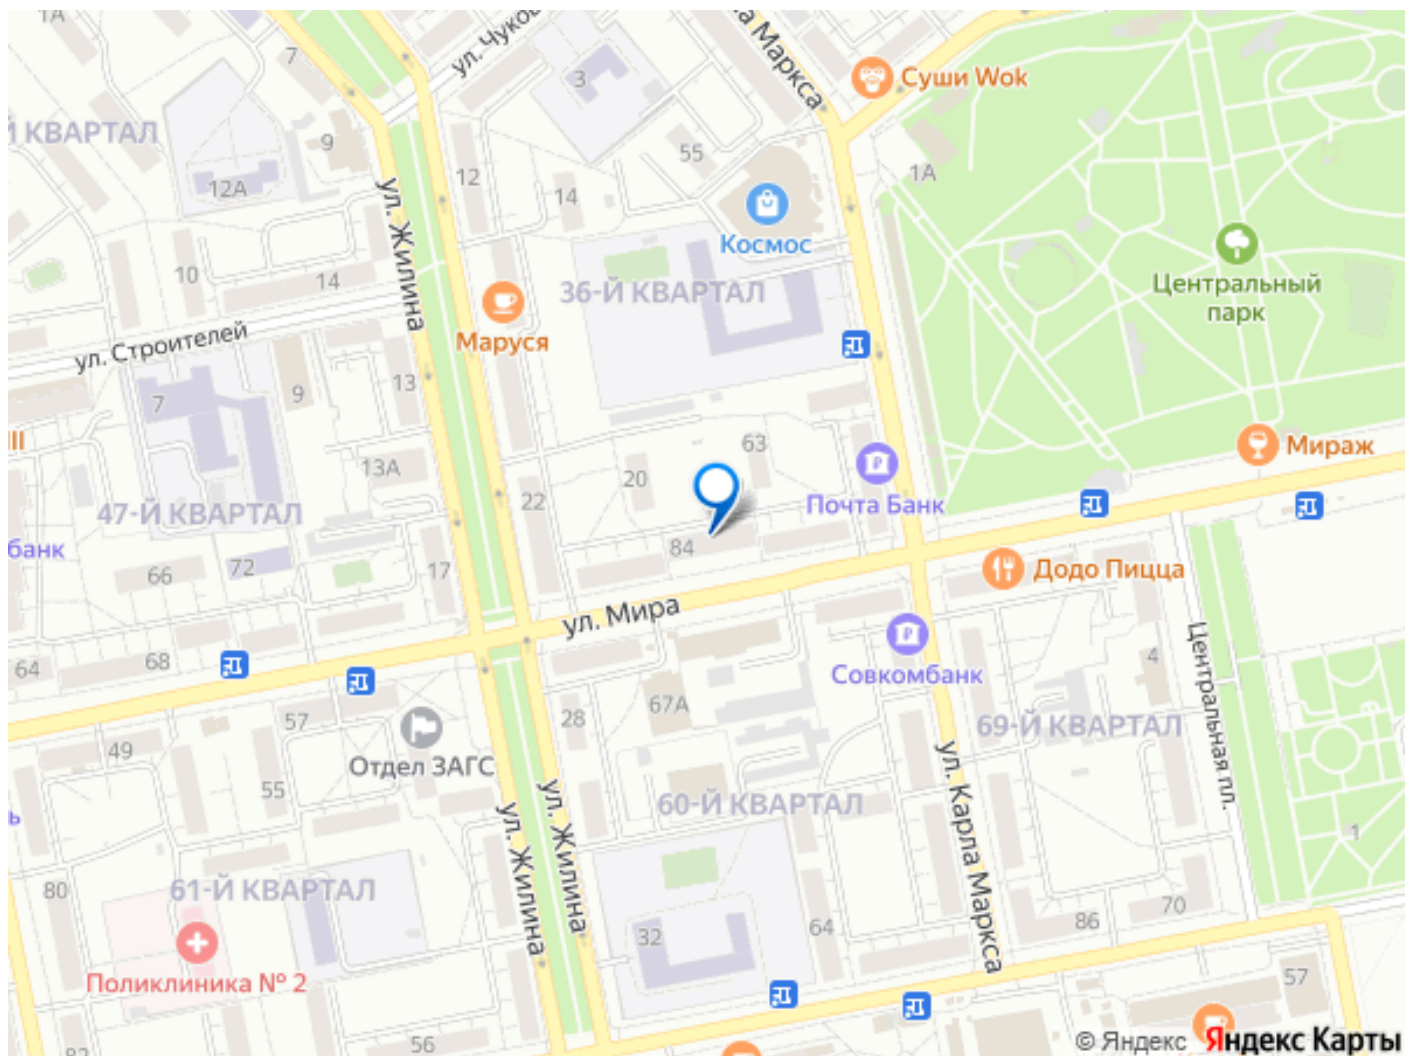 1А
7
ул. Чуков
3
ла Маркса
Суши Wok
Й КВАРТАЛ
9
12А
12
14
55
1А
Космос
ул. Жилина
10
14
36-Й КВАРТАЛ
Центральный
парк
Маруся
ул. Строителей
7
9
13
13А
20
63
22
Мираж
Почта Банк
47-Й КВАРТАЛ
банк
66
72
17
84
Додо Пицца
ул. Мира
Совкомбанк
64
68
4
Центральная пл.
67А
28
57
49
69-Й КВАРТАЛ
Отдел ЗАГС
55
60-Й КВАРТАЛ
ул. Жилина
ул. Жилина
ул. Карла Маркса
ь
1
80
61-Й КВАРТАЛ
32
64
86
70
Поликлиника № 2
57
56
82
© Яндекс Яндекс Карты